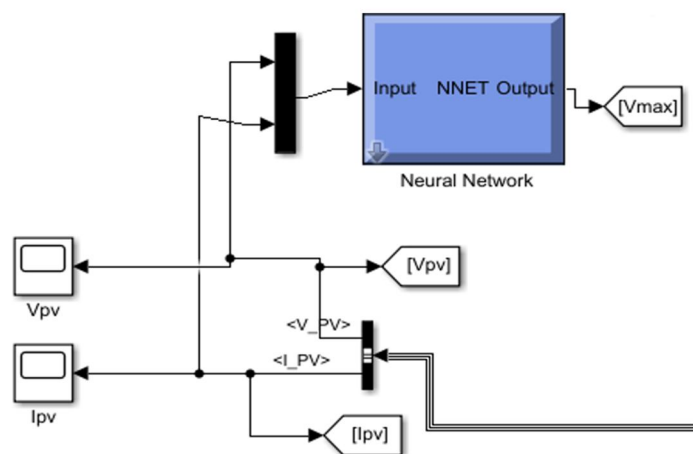 Input NNET Output
[Vmax]
Neural Network
[Vpv]
Vpv
<V_PV>
<I_PV>
Ipv
[Ipv]